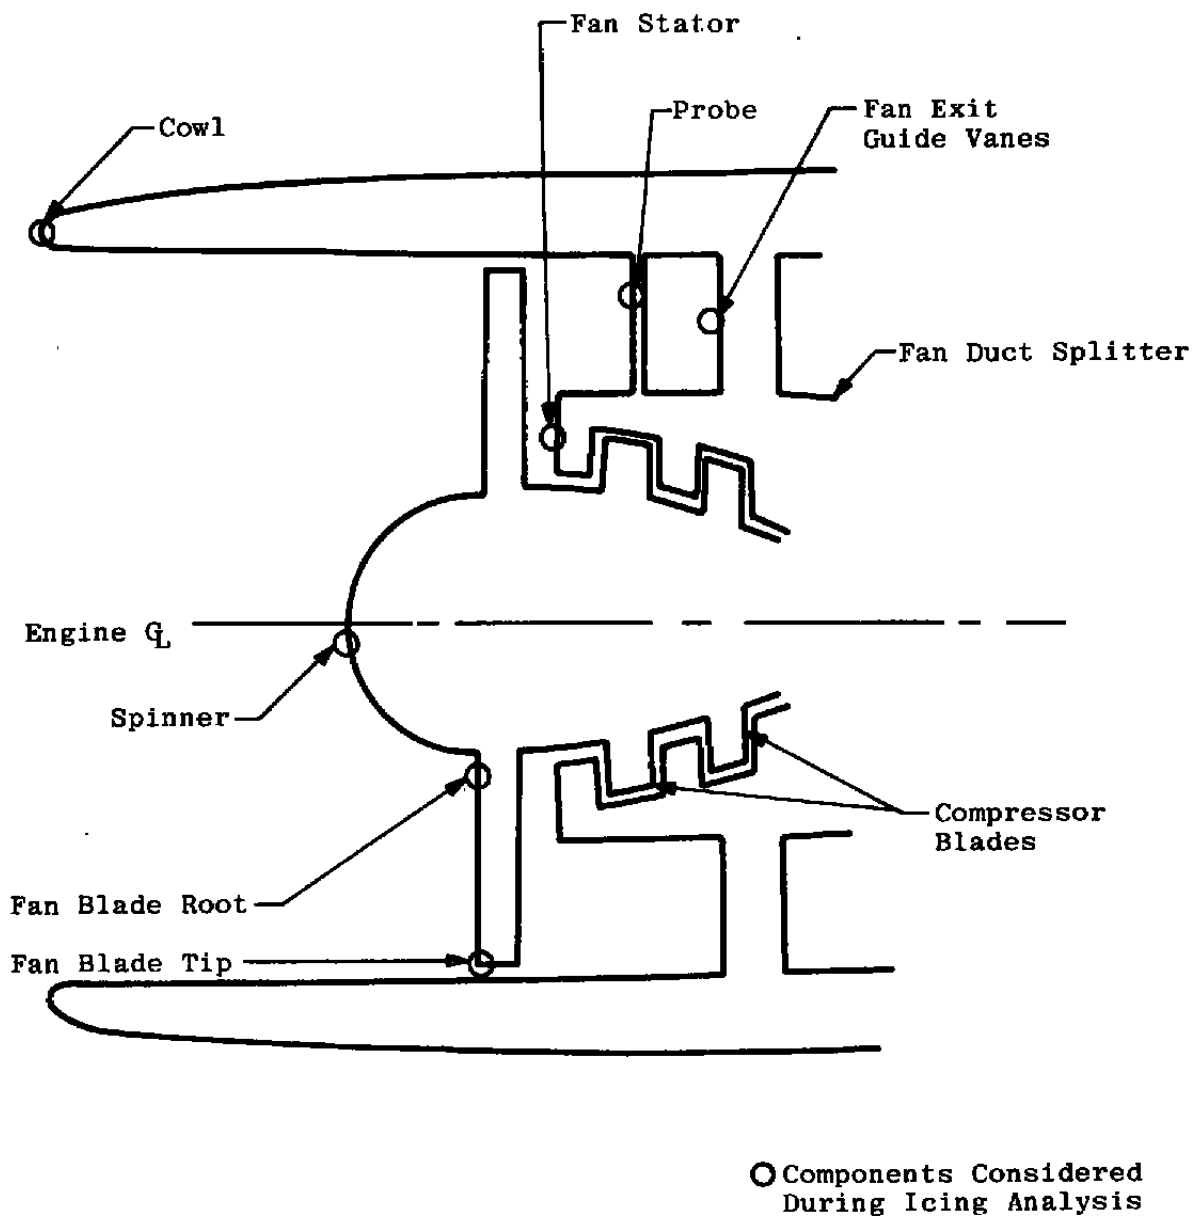 Fan Stator
Probe
Fan Exit
Guide Vanes
Cowl
Fan Duct Splitter
Engine ℄
Spinner
Compressor
Blades
Fan Blade Root
Fan Blade Tip
Components Considered
During Icing Analysis